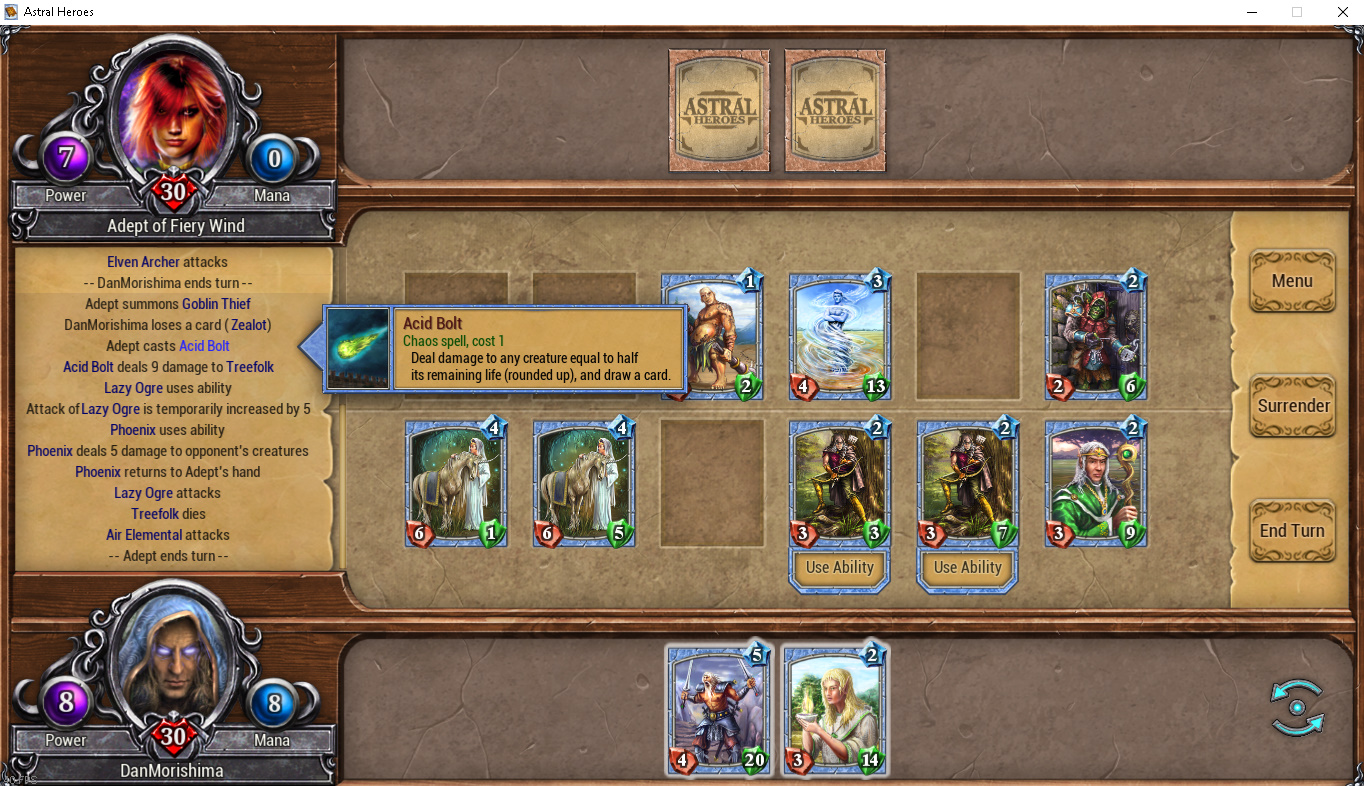 Astral Heroes
7
0
30
Power
Mana
Adept of Fiery Wind
ASTRAL
HEROES
ASTRAL
HEROES
Elven Archer attacks
-- DanMorishima ends turn --
Adept summons Goblin Thief
DanMorishima loses a card ( Zealot)
Adept casts Acid Bolt
Acid Bolt deals 9 damage to Treefolk
Lazy Ogre uses ability
Attack of Lazy Ogre is temporarily increased by 5
Phoenix uses ability
Phoenix deals 5 damage to opponent's creatures
Phoenix returns to Adept's hand
Lazy Ogre attacks
Treefolk dies
Air Elemental attacks
-- Adept ends turn --
Acid Bolt
Chaos spell, cost 1
Deal damage to any creature equal to half
its remaining life (rounded up), and draw a card.
1
2
3
4
13
2
2
6
4
6
1
4
6
5
2
3
3
2
3
7
2
3
9
Use Ability
Use Ability
Menu
Surrender
End Turn
8
8
30
Power
Mana
DanMorishima
5
4
20
2
3
14